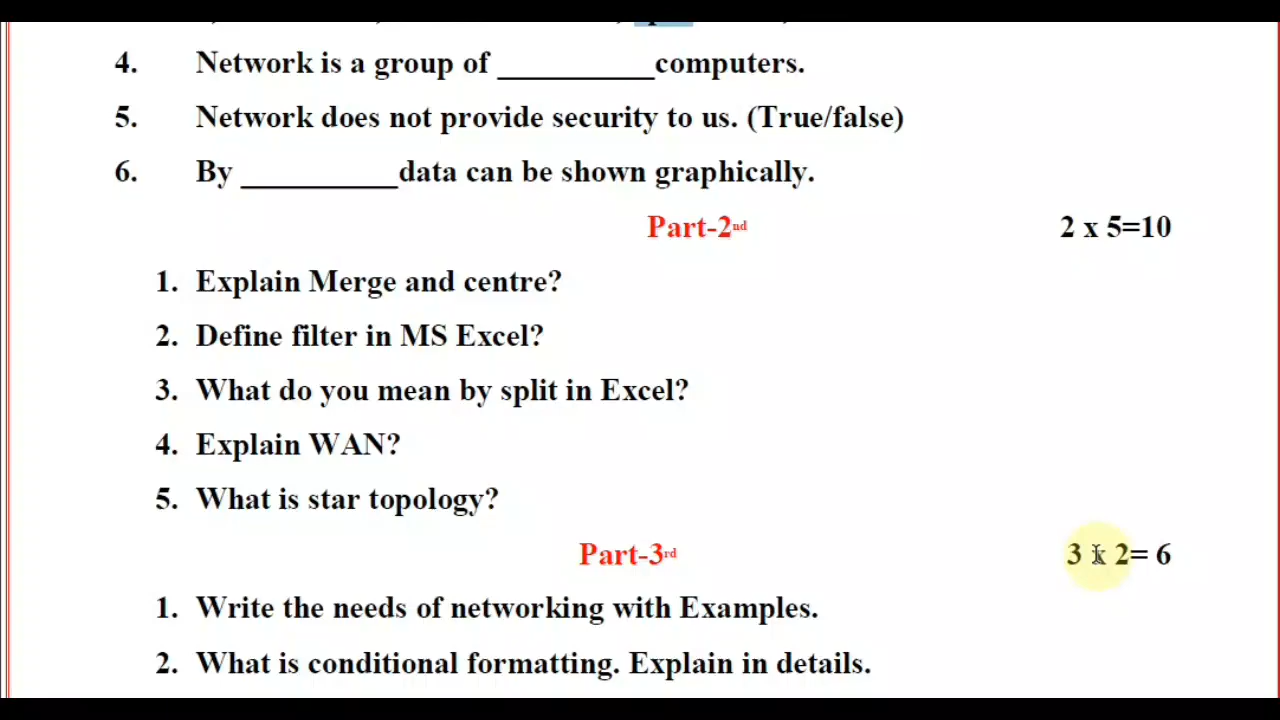 4. Network is a group of __________computers.
5. Network does not provide security to us. (True/false)
6. By __________data can be shown graphically.
Part-2nd 2 x 5=10
1. Explain Merge and centre?
2. Define filter in MS Excel?
3. What do you mean by split in Excel?
4. Explain WAN?
5. What is star topology?
Part-3rd 3 x 2= 6
1. Write the needs of networking with Examples.
2. What is conditional formatting. Explain in details.